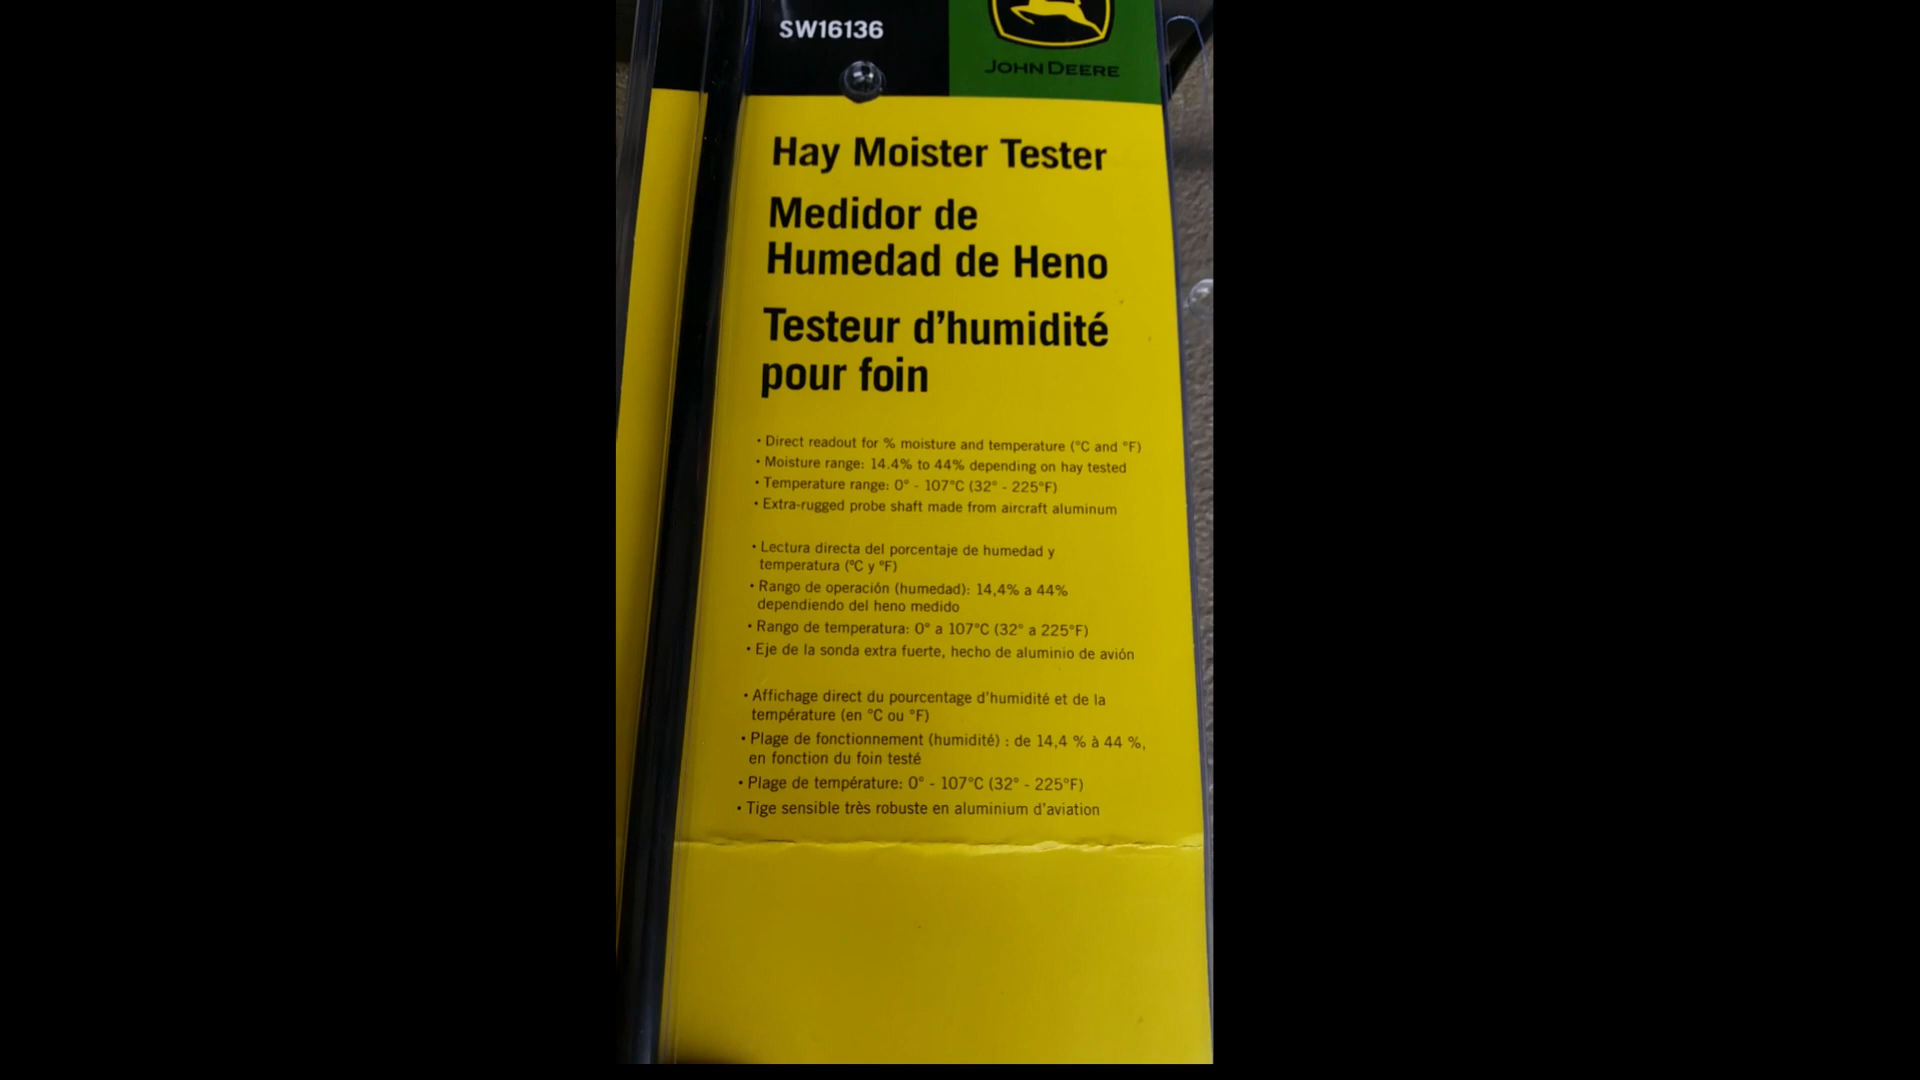 SW16136
JOHN DEERE
Hay Moister Tester
Medidor de
Humedad de Heno
Testeur d'humidité
pour foin
• Direct readout for % moisture and temperature (°C and °F)
• Moisture range: 14.4% to 44% depending on hay tested
• Temperature range: 0° - 107°C (32° - 225°F)
• Extra-rugged probe shaft made from aircraft aluminum
• Lectura directa del porcentaje de humedad y
temperatura (°C y °F)
• Rango de operación (humedad): 14,4% a 44%
dependiendo del heno medido
• Rango de temperatura: 0° a 107°C (32° a 225°F)
• Eje de la sonda extra fuerte, hecho de aluminio de avión
• Affichage direct du pourcentage d'humidité et de la
température (en °C ou °F)
• Plage de fonctionnement (humidité) : de 14,4 % à 44 %,
en fonction du foin testé
• Plage de température: 0° - 107°C (32° - 225°F)
• Tige sensible très robuste en aluminium d'aviation